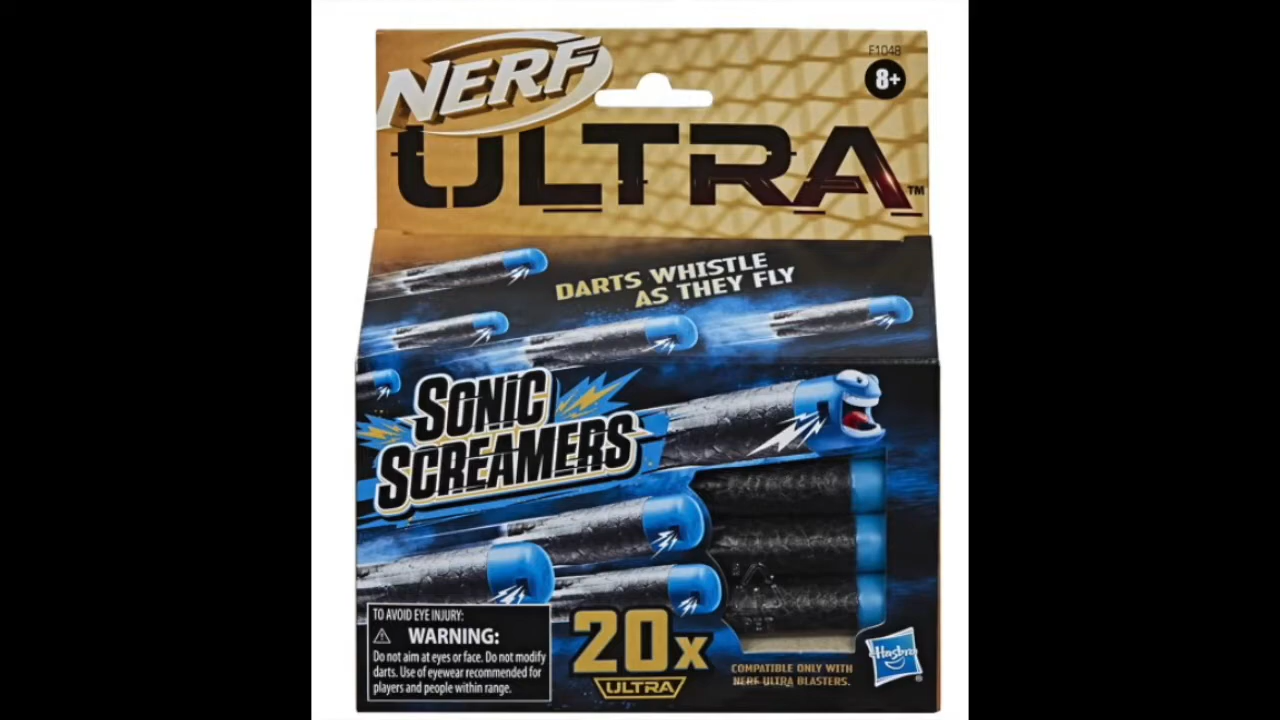 NERF
E1048
8+
ULTRA™
DARTS WHISTLE
AS THEY FLY
SONIC
SCREAMERS
TO AVOID EYE INJURY:
WARNING:
Do not aim at eyes or face. Do not modify
darts. Use of eyewear recommended for
players and people within range.
20x
ULTRA
COMPATIBLE ONLY WITH
NERF ULTRA BLASTERS.
Hasbro®